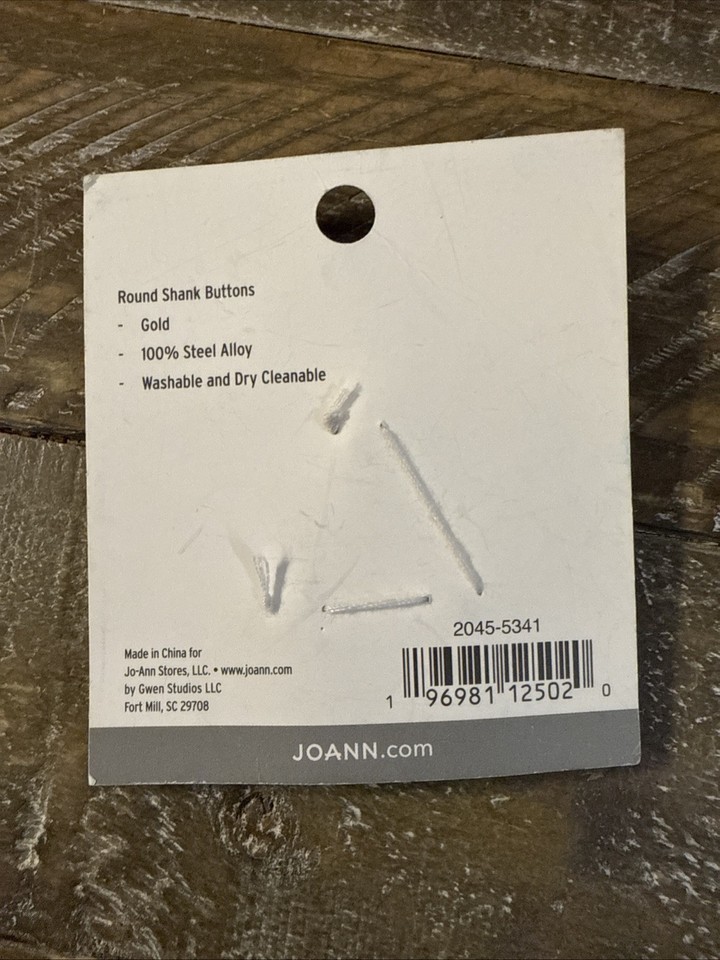 Round Shank Buttons
- Gold
- 100% Steel Alloy
- Washable and Dry Cleanable
2045-5341
1 96981 12502 0
Made in China for
Jo-Ann Stores, LLC. • www.joann.com
by Gwen Studios LLC
Fort Mill, SC 29708
JOANN.com